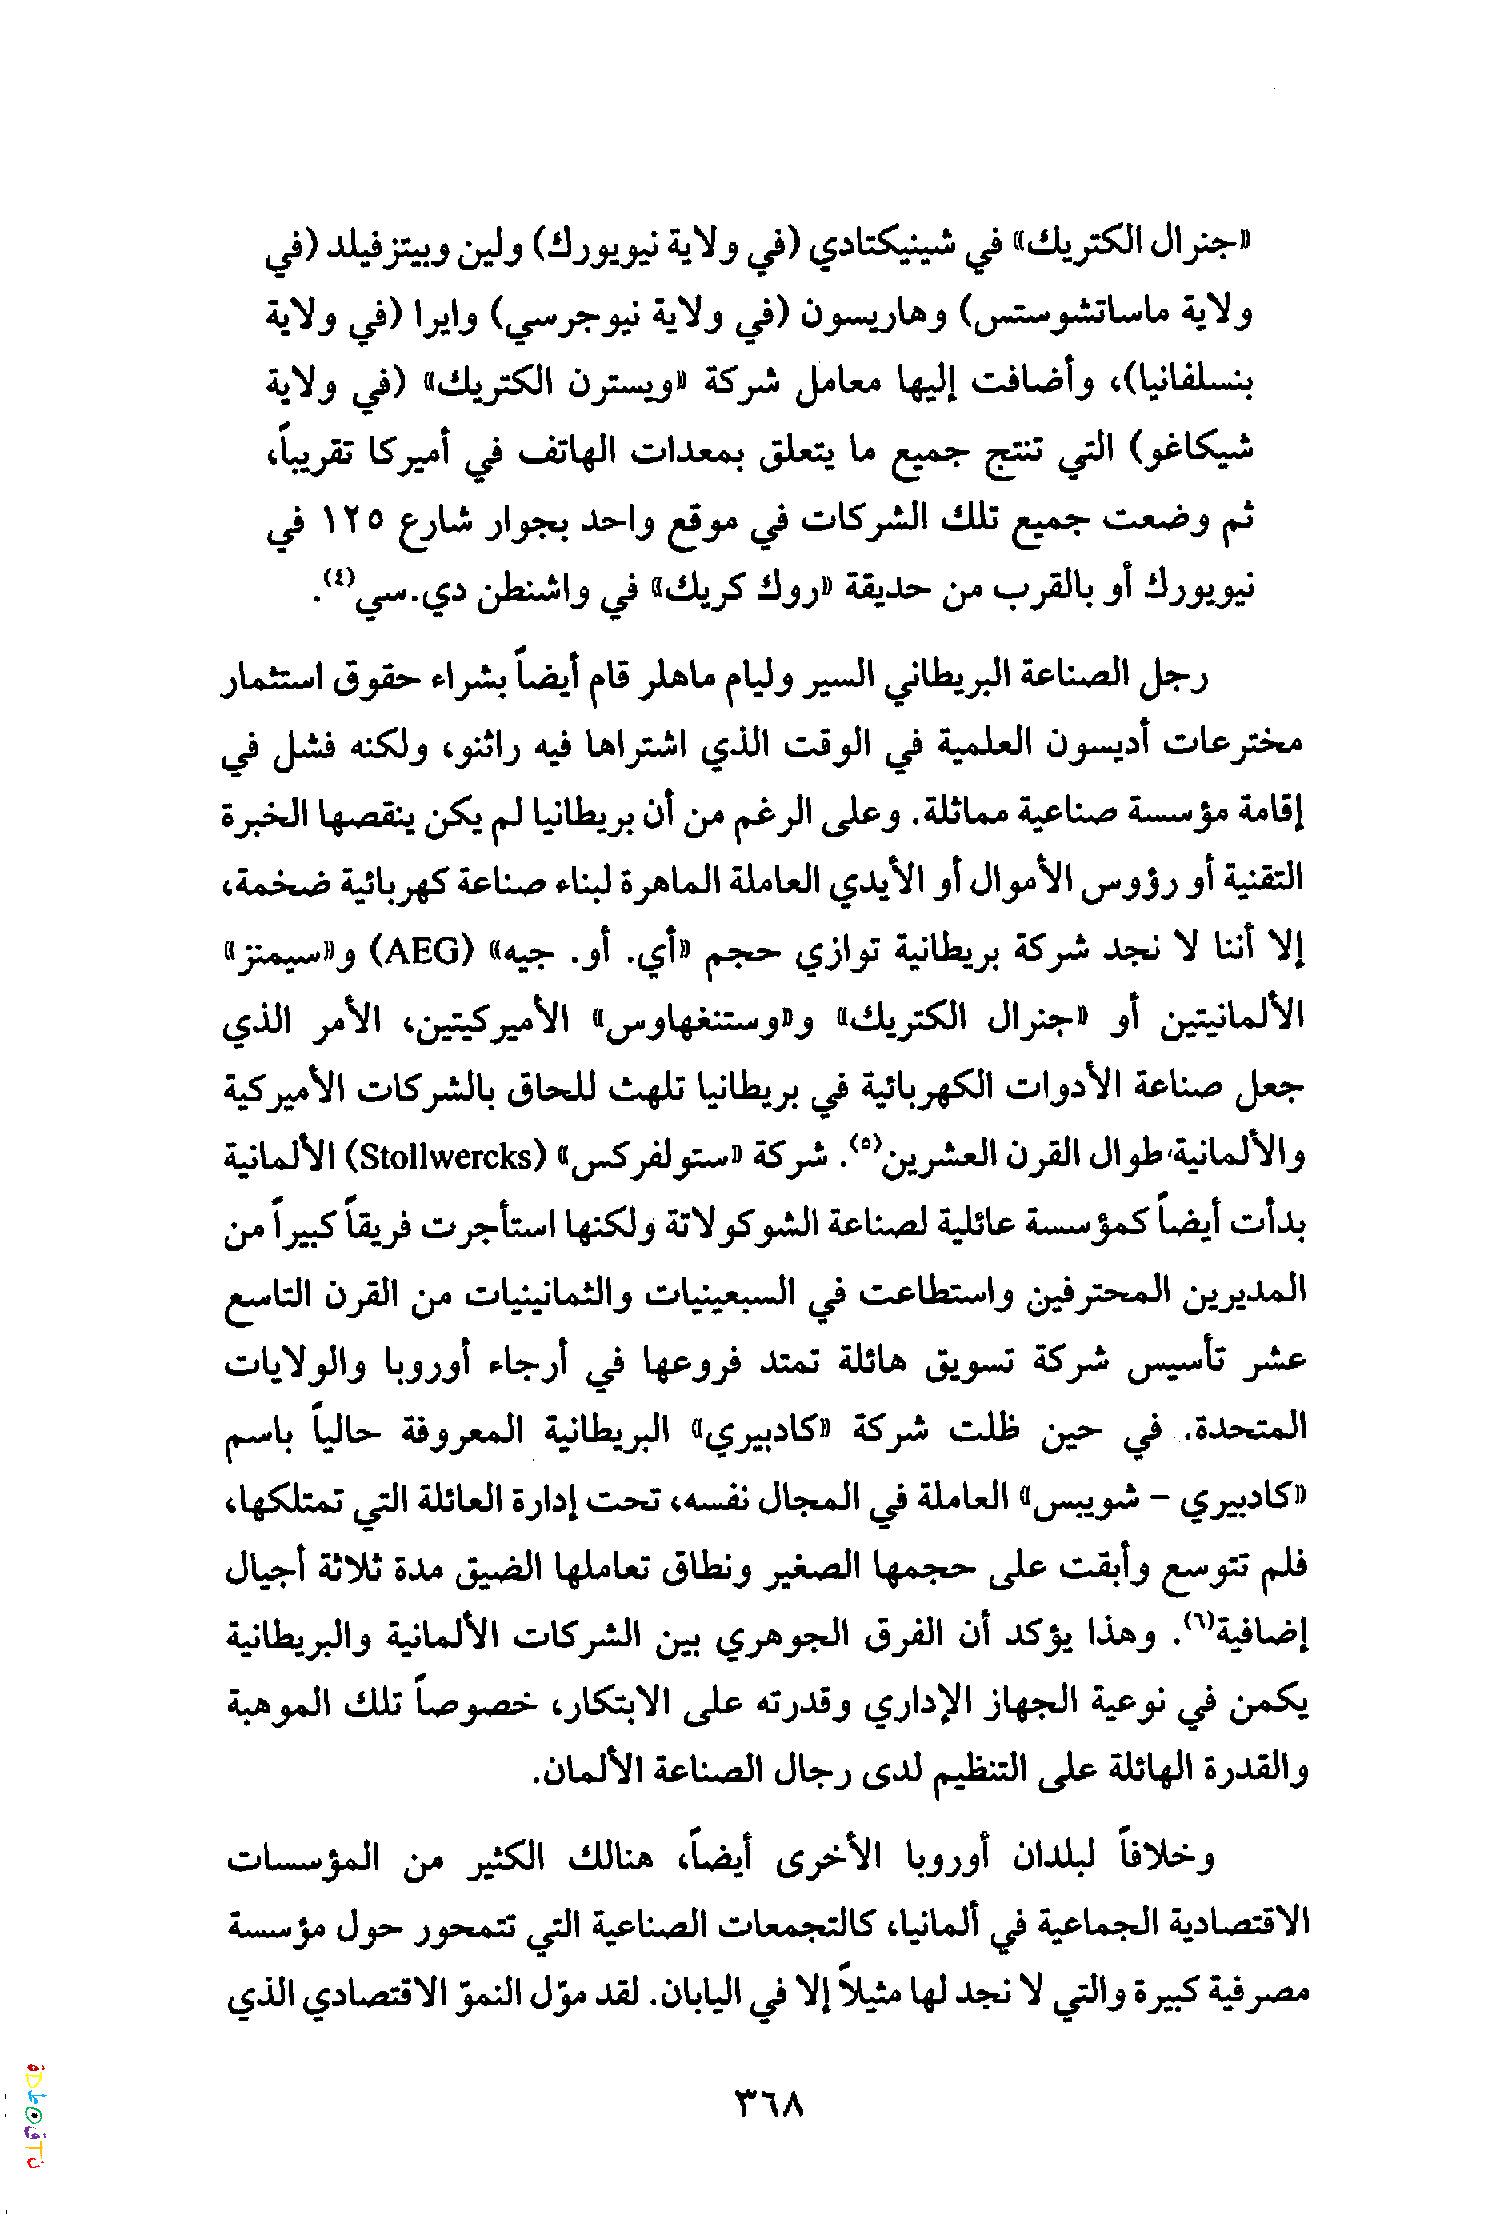 «جنرال الكتريك» في شينيكتادي (في ولاية نيويورك) ولين وبيتزفيلد (في
ولاية ماساتشوستس) وهاريسون (في ولاية نيوجرسي) وايرا (في ولاية
بنسلفانيا)، وأضافت إليها معامل شركة «ويسترن الكتريك» (في ولاية
شيكاغو) التي تنتج جميع ما يتعلق بمعدات الهاتف في أميركا تقريباً،
ثم وضعت جميع تلك الشركات في موقع واحد بجوار شارع ١٢٥ في
نيويورك أو بالقرب من حديقة «روك كريك» في واشنطن دي.سي(٤).
رجل الصناعة البريطاني السير وليام ماهلر قام أيضاً بشراء حقوق استثمار
مخترعات أديسون العلمية في الوقت الذي اشتراها فيه راثنو، ولكنه فشل في
إقامة مؤسسة صناعية مماثلة. وعلى الرغم من أن بريطانيا لم يكن ينقصها الخبرة
التقنية أو رؤوس الأموال أو الأيدي العاملة الماهرة لبناء صناعة كهربائية ضخمة،
إلا أننا لا نجد شركة بريطانية توازي حجم «أي. أو. جيه» (AEG) و«سيمنز»
الألمانيتين أو «جنرال الكتريك» و«وستنغهاوس» الأميركيتين، الأمر الذي
جعل صناعة الأدوات الكهربائية في بريطانيا تلهث للحاق بالشركات الأميركية
والألمانية طوال القرن العشرين(٥). شركة «ستولفركس» (Stollwercks) الألمانية
بدأت أيضاً كمؤسسة عائلية لصناعة الشوكولاتة ولكنها استأجرت فريقاً كبيراً من
المديرين المحترفين واستطاعت في السبعينيات والثمانينيات من القرن التاسع
عشر تأسيس شركة تسويق هائلة تمتد فروعها في أرجاء أوروبا والولايات
المتحدة. في حين ظلت شركة «كادبيري» البريطانية المعروفة حالياً باسم
«كادبيري - شويبس» العاملة في المجال نفسه، تحت إدارة العائلة التي تمتلكها،
فلم تتوسع وأبقت على حجمها الصغير ونطاق تعاملها الضيق مدة ثلاثة أجيال
إضافية(٦). وهذا يؤكد أن الفرق الجوهري بين الشركات الألمانية والبريطانية
يكمن في نوعية الجهاز الإداري وقدرته على الابتكار، خصوصاً تلك الموهبة
والقدرة الهائلة على التنظيم لدى رجال الصناعة الألمان.
وخلافاً لبلدان أوروبا الأخرى أيضاً، هنالك الكثير من المؤسسات
الاقتصادية الجماعية في ألمانيا، كالتجمعات الصناعية التي تتمحور حول مؤسسة
مصرفية كبيرة والتي لا نجد لها مثيلاً إلا في اليابان. لقد موّل النموّ الاقتصادي الذي
٣٦٨